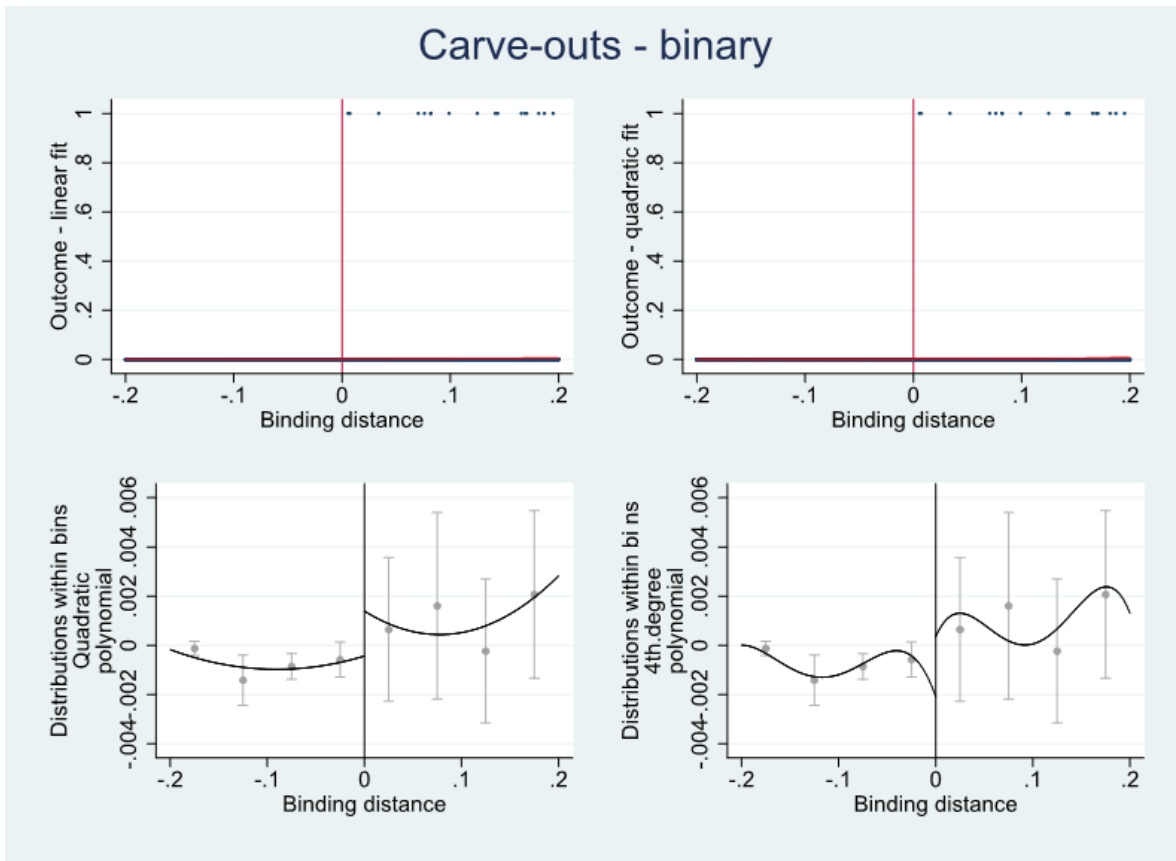 Carve-outs - binary
Outcome - linear fit
0 .2 .4 .6 .8 1
-.2 -.1 0 .1 .2
Binding distance
Outcome - quadratic fit
0 .2 .4 .6 .8 1
-.2 -.1 0 .1 .2
Binding distance
Distributions within bins
Quadratic
polynomial
-.004 -.002 0 .002 .004 .006
-.2 -.1 0 .1 .2
Binding distance
Distributions within bi ns
4th.degree
polynomial
-.004 -.002 0 .002 .004 .006
-.2 -.1 0 .1 .2
Binding distance